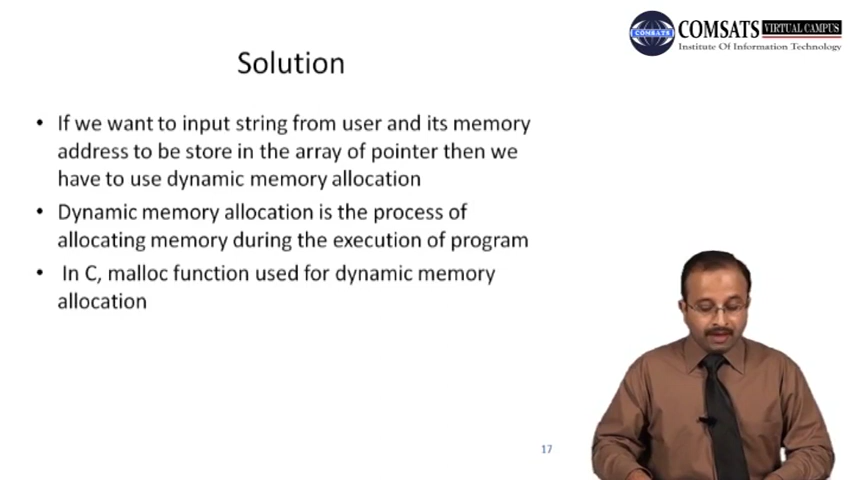 COMSATS VIRTUAL CAMPUS
COMSATS
Institute Of Information Technology
Solution
• If we want to input string from user and its memory
address to be store in the array of pointer then we
have to use dynamic memory allocation
• Dynamic memory allocation is the process of
allocating memory during the execution of program
• In C, malloc function used for dynamic memory
allocation
17